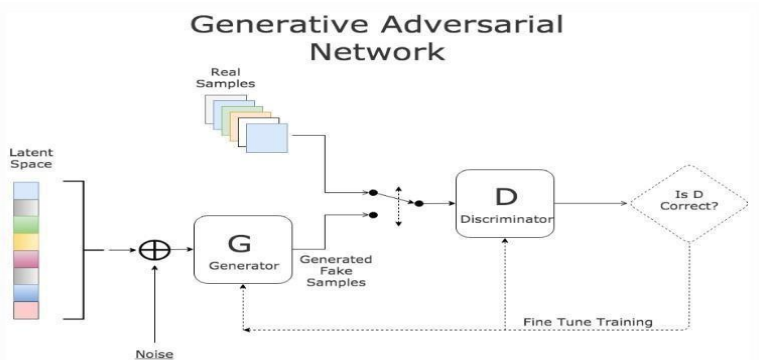 Generative Adversarial
Network
Real
Samples
Latent
Space
G
Generator
Generated
Fake
Samples
D
Discriminator
Is D
Correct?
Fine Tune Training
Noise